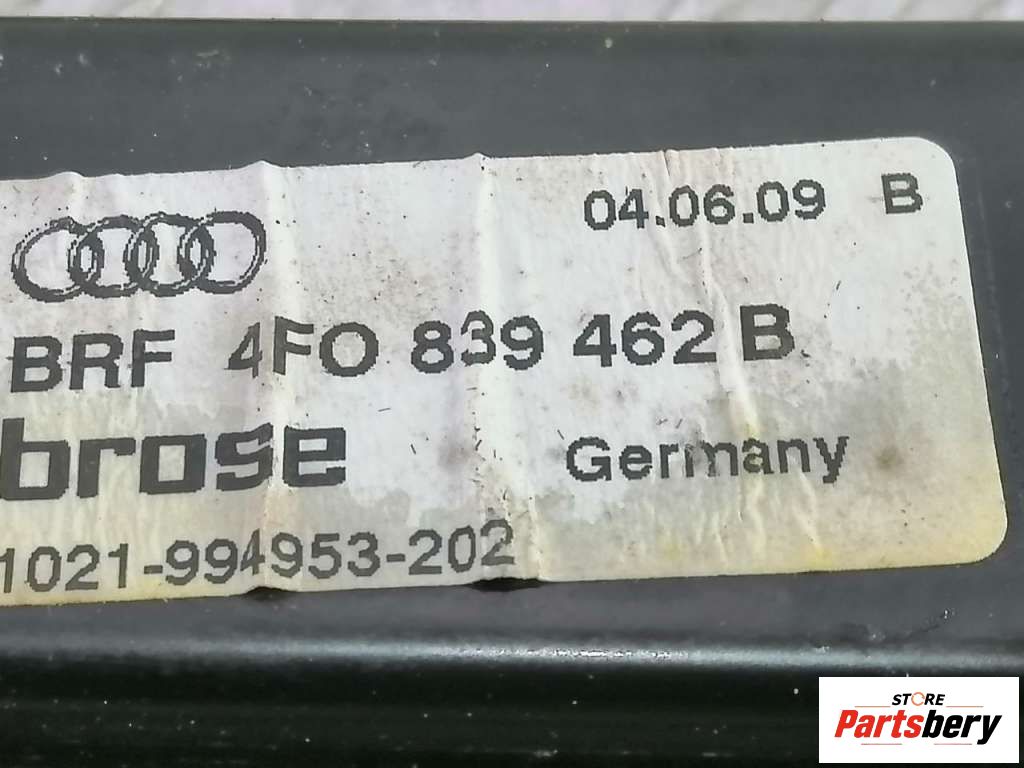 04.06.09 B
BRF 4F0 839 462 B
brose Germany
1021-994953-202
STORE
Partsbery